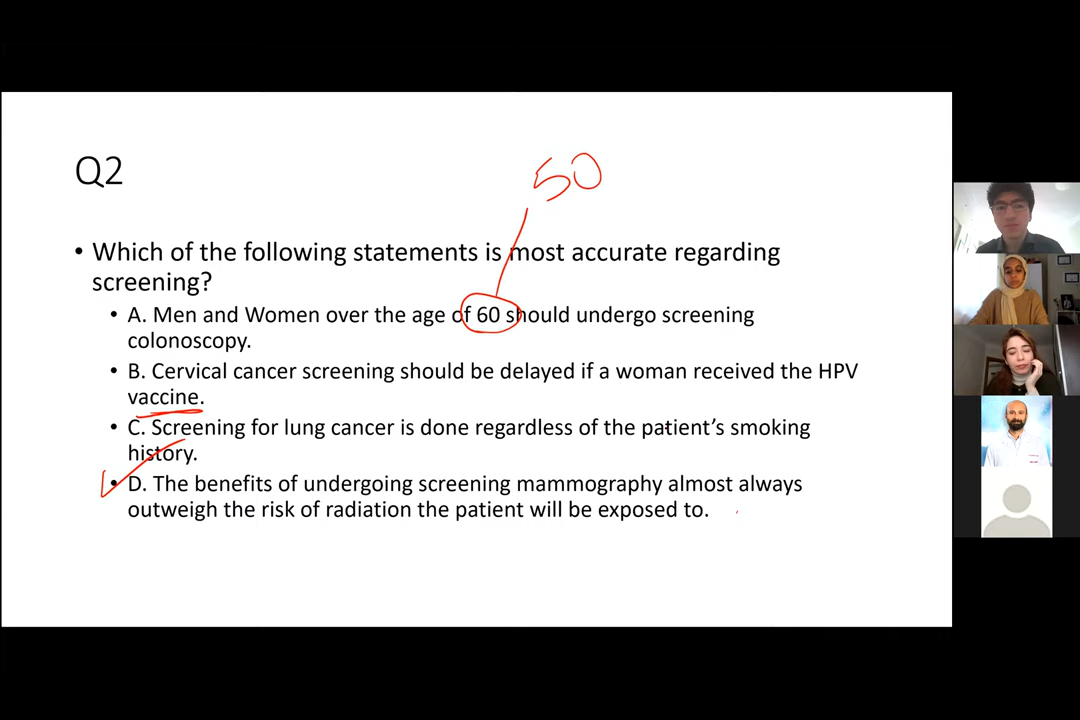 50
Q2
• Which of the following statements is most accurate regarding
screening?
• A. Men and Women over the age of 60 should undergo screening
colonoscopy.
• B. Cervical cancer screening should be delayed if a woman received the HPV
vaccine.
• C. Screening for lung cancer is done regardless of the patient's smoking
history.
• D. The benefits of undergoing screening mammography almost always
outweigh the risk of radiation the patient will be exposed to.